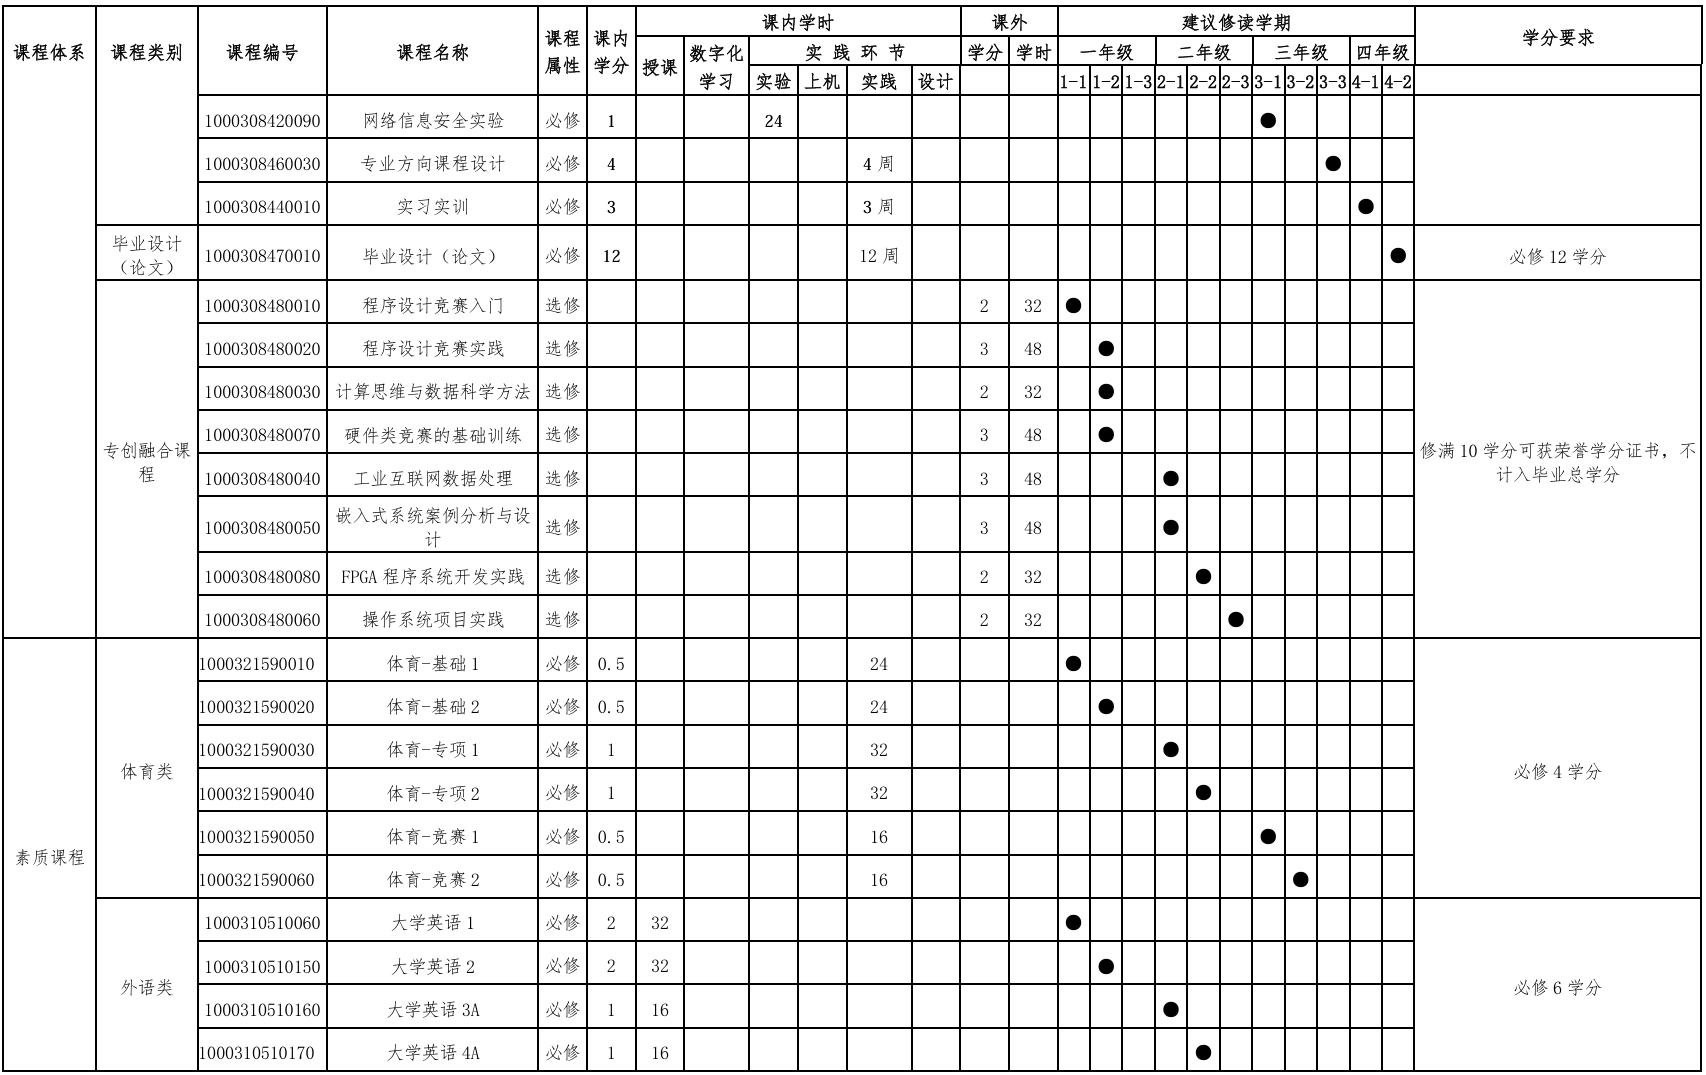 课程体系 课程类别 课程编号 课程名称 课程属性 课内学分 课内学时 课外 建议修读学期 学分要求
授课 数字化学习 实 践 环 节 学分 学时 一年级 二年级 三年级 四年级
实验 上机 实践 设计 1-1 1-2 1-3 2-1 2-2 2-3 3-1 3-2 3-3 4-1 4-2
1000308420090 网络信息安全实验 必修 1 24 ●
1000308460030 专业方向课程设计 必修 4 4 周 ●
1000308440010 实习实训 必修 3 3 周 ●
毕业设计（论文） 1000308470010 毕业设计（论文） 必修 12 12 周 ● 必修 12 学分
专创融合课程
1000308480010 程序设计竞赛入门 选修 2 32 ●
1000308480020 程序设计竞赛实践 选修 3 48 ●
1000308480030 计算思维与数据科学方法 选修 2 32 ●
1000308480070 硬件类竞赛的基础训练 选修 3 48 ●
1000308480040 工业互联网数据处理 选修 3 48 ●
1000308480050 嵌入式系统案例分析与设计 选修 3 48 ●
1000308480080 FPGA 程序系统开发实践 选修 2 32 ●
1000308480060 操作系统项目实践 选修 2 32 ●
修满 10 学分可获荣誉学分证书，不计入毕业总学分
素质课程
体育类
1000321590010 体育-基础 1 必修 0.5 24 ●
1000321590020 体育-基础 2 必修 0.5 24 ●
1000321590030 体育-专项 1 必修 1 32 ●
1000321590040 体育-专项 2 必修 1 32 ●
1000321590050 体育-竞赛 1 必修 0.5 16 ●
1000321590060 体育-竞赛 2 必修 0.5 16 ●
必修 4 学分
外语类
1000310510060 大学英语 1 必修 2 32 ●
1000310510150 大学英语 2 必修 2 32 ●
1000310510160 大学英语 3A 必修 1 16 ●
1000310510170 大学英语 4A 必修 1 16 ●
必修 6 学分